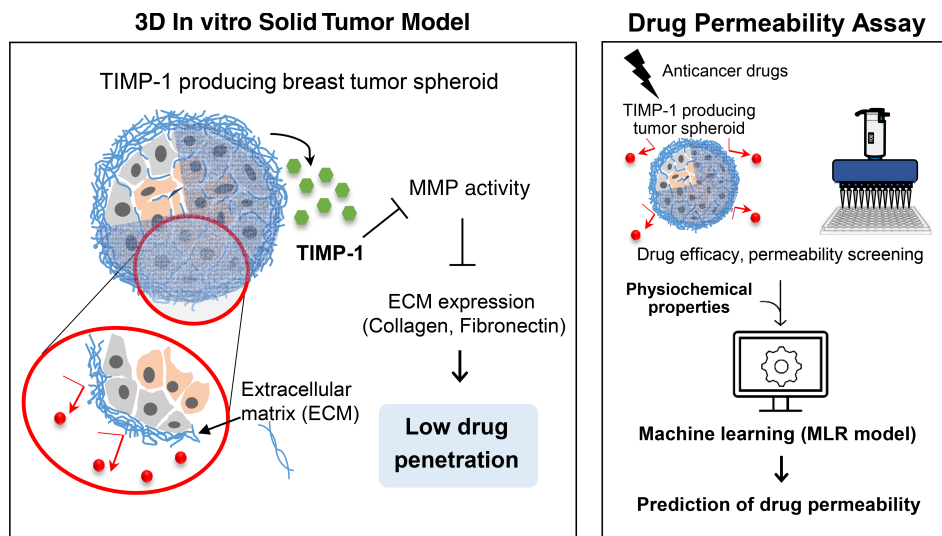 3D In vitro Solid Tumor Model
TIMP-1 producing breast tumor spheroid
MMP activity
TIMP-1
ECM expression
(Collagen, Fibronectin)
Extracellular
matrix (ECM)
Low drug
penetration
Drug Permeability Assay
Anticancer drugs
TIMP-1 producing
tumor spheroid
Drug efficacy, permeability screening
Physiochemical
properties
Machine learning (MLR model)
Prediction of drug permeability